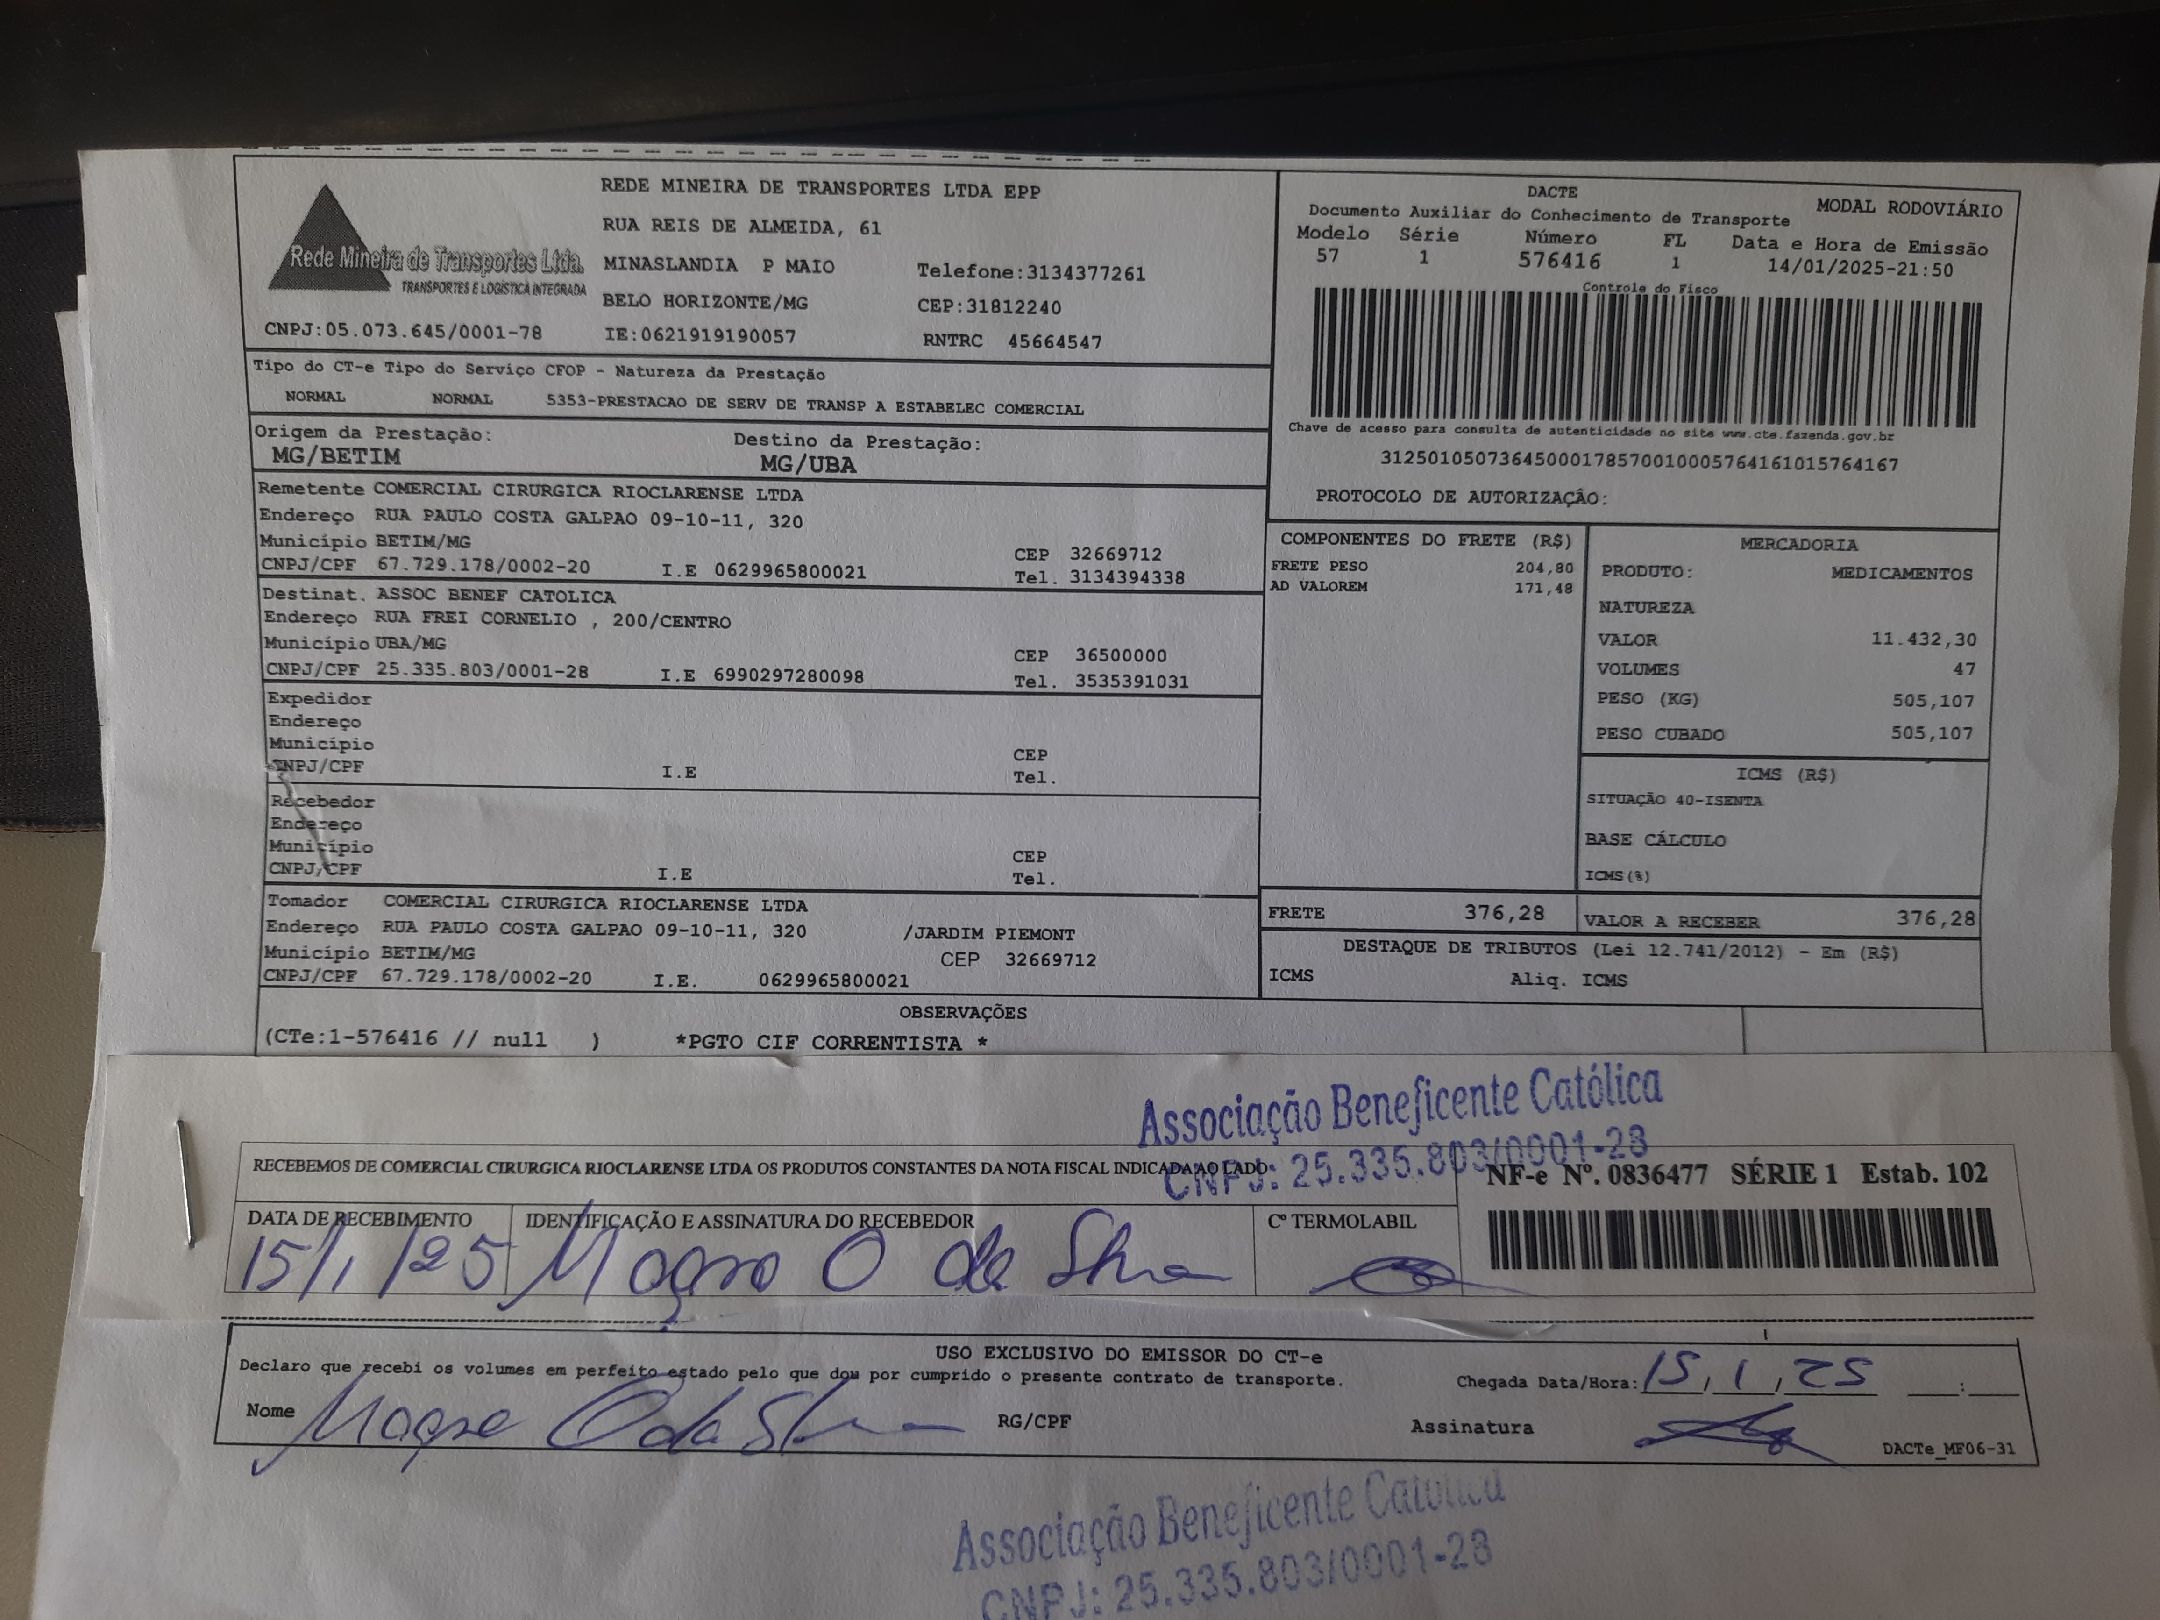 REDE MINEIRA DE TRANSPORTES LTDA EPP
RUA REIS DE ALMEIDA, 61
MINASLANDIA P MAIO Telefone:3134377261
BELO HORIZONTE/MG CEP:31812240
Rede Mineira de Transportes Ltda.
TRANSPORTES E LOGÍSTICA INTEGRADA
CNPJ:05.073.645/0001-78 IE:0621919190057 RNTRC 45664547
DACTE MODAL RODOVIÁRIO
Documento Auxiliar do Conhecimento de Transporte
Modelo Série Número FL Data e Hora de Emissão
57 1 576416 1 14/01/2025-21:50
Controle do Fisco
Chave de acesso para consulta de autenticidade no site www.cte.fazenda.gov.br
31250105073645000178570010005764161015764167
PROTOCOLO DE AUTORIZAÇÃO:
Tipo do CT-e Tipo do Serviço CFOP - Natureza da Prestação
NORMAL NORMAL 5353-PRESTACAO DE SERV DE TRANSP A ESTABELEC COMERCIAL
Origem da Prestação: Destino da Prestação:
MG/BETIM MG/UBA
Remetente COMERCIAL CIRURGICA RIOCLARENSE LTDA
Endereço RUA PAULO COSTA GALPAO 09-10-11, 320
Município BETIM/MG CEP 32669712
CNPJ/CPF 67.729.178/0002-20 I.E 0629965800021 Tel. 3134394338
Destinat. ASSOC BENEF CATOLICA
Endereço RUA FREI CORNELIO , 200/CENTRO
Município UBA/MG CEP 36500000
CNPJ/CPF 25.335.803/0001-28 I.E 6990297280098 Tel. 3535391031
Expedidor
Endereço
Município CEP
CNPJ/CPF I.E Tel.
Recebedor
Endereço
Município CEP
CNPJ/CPF I.E Tel.
Tomador COMERCIAL CIRURGICA RIOCLARENSE LTDA
Endereço RUA PAULO COSTA GALPAO 09-10-11, 320 /JARDIM PIEMONT
Município BETIM/MG CEP 32669712
CNPJ/CPF 67.729.178/0002-20 I.E. 0629965800021
COMPONENTES DO FRETE (R$)
FRETE PESO 204,80
AD VALOREM 171,48
MERCADORIA
PRODUTO: MEDICAMENTOS
NATUREZA
VALOR 11.432,30
VOLUMES 47
PESO (KG) 505,107
PESO CUBADO 505,107
ICMS (R$)
SITUAÇÃO 40-ISENTA
BASE CÁLCULO
ICMS(%)
FRETE 376,28 VALOR A RECEBER 376,28
DESTAQUE DE TRIBUTOS (Lei 12.741/2012) - Em (R$)
ICMS Aliq. ICMS
OBSERVAÇÕES
(CTe:1-576416 // null ) *PGTO CIF CORRENTISTA *
Associação Beneficente Católica
CNPJ: 25.335.803/0001-28
RECEBEMOS DE COMERCIAL CIRURGICA RIOCLARENSE LTDA OS PRODUTOS CONSTANTES DA NOTA FISCAL INDICADA AO LADO:
NF-e Nº. 0836477 SÉRIE 1 Estab. 102
DATA DE RECEBIMENTO IDENTIFICAÇÃO E ASSINATURA DO RECEBEDOR Cº TERMOLABIL
15/1/25 O da Silva
USO EXCLUSIVO DO EMISSOR DO CT-e
Declaro que recebi os volumes em perfeito estado pelo que dou por cumprido o presente contrato de transporte.
Chegada Data/Hora: 15,1,25 :
Nome O da Silva RG/CPF Assinatura
DACTe_MF06-31
Associação Beneficente Católica
CNPJ: 25.335.803/0001-28